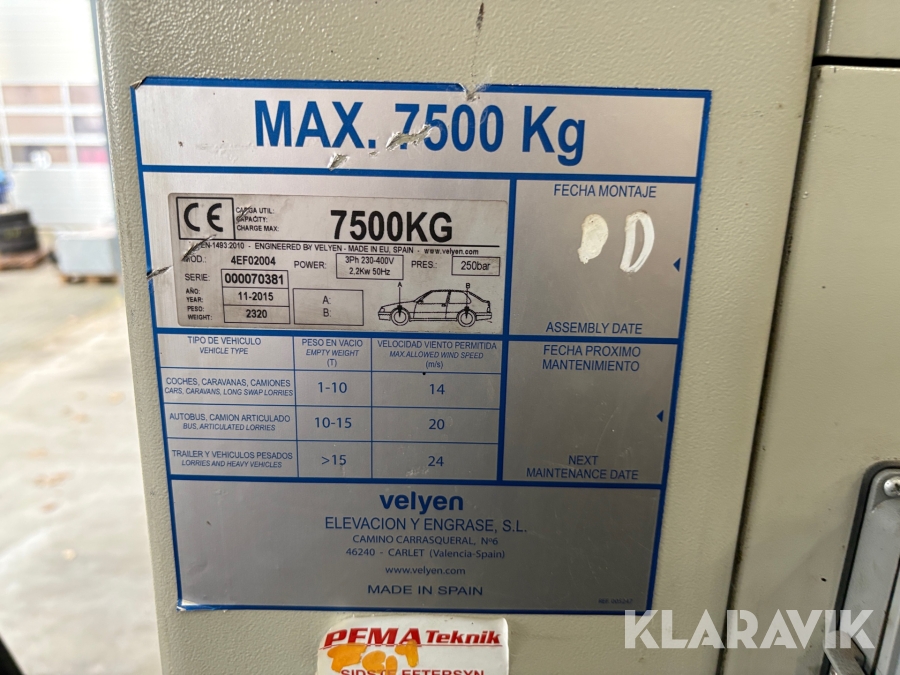 MAX. 7500 Kg
CE
CARGA UTIL:
CAPACITY:
CHARGE MAX:
7500KG
EN-1493:2010 - ENGINEERED BY VELYEN - MADE IN EU, SPAIN - www.velyen.com
MOD.: 4EF02004
POWER: 3Ph 230-400V
2,2Kw 50Hz
PRES.: 250bar
SERIE: 000070381
AÑO:
YEAR: 11-2015
PESO:
WEIGHT: 2320
A:
B:
A
B
FECHA MONTAJE
ASSEMBLY DATE
TIPO DE VEHICULO
VEHICLE TYPE
PESO EN VACIO
EMPTY WEIGHT
(T)
VELOCIDAD VIENTO PERMITIDA
MAX ALLOWED WIND SPEED
(m/s)
COCHES, CARAVANAS, CAMIONES
CARS, CARAVANS, LONG SWAP LORRIES
1-10
14
AUTOBUS, CAMION ARTICULADO
BUS, ARTICULATED LORRIES
10-15
20
TRAILER Y VEHICULOS PESADOS
LORRIES AND HEAVY VEHICLES
>15
24
FECHA PROXIMO
MANTENIMIENTO
NEXT
MAINTENANCE DATE
velyen
ELEVACION Y ENGRASE, S.L.
CAMINO CARRASQUERAL, Nº6
46240 - CARLET (Valencia-Spain)
www.velyen.com
MADE IN SPAIN
PEMA Teknik
SIDSTE EFTERSYN
KLARAVIK